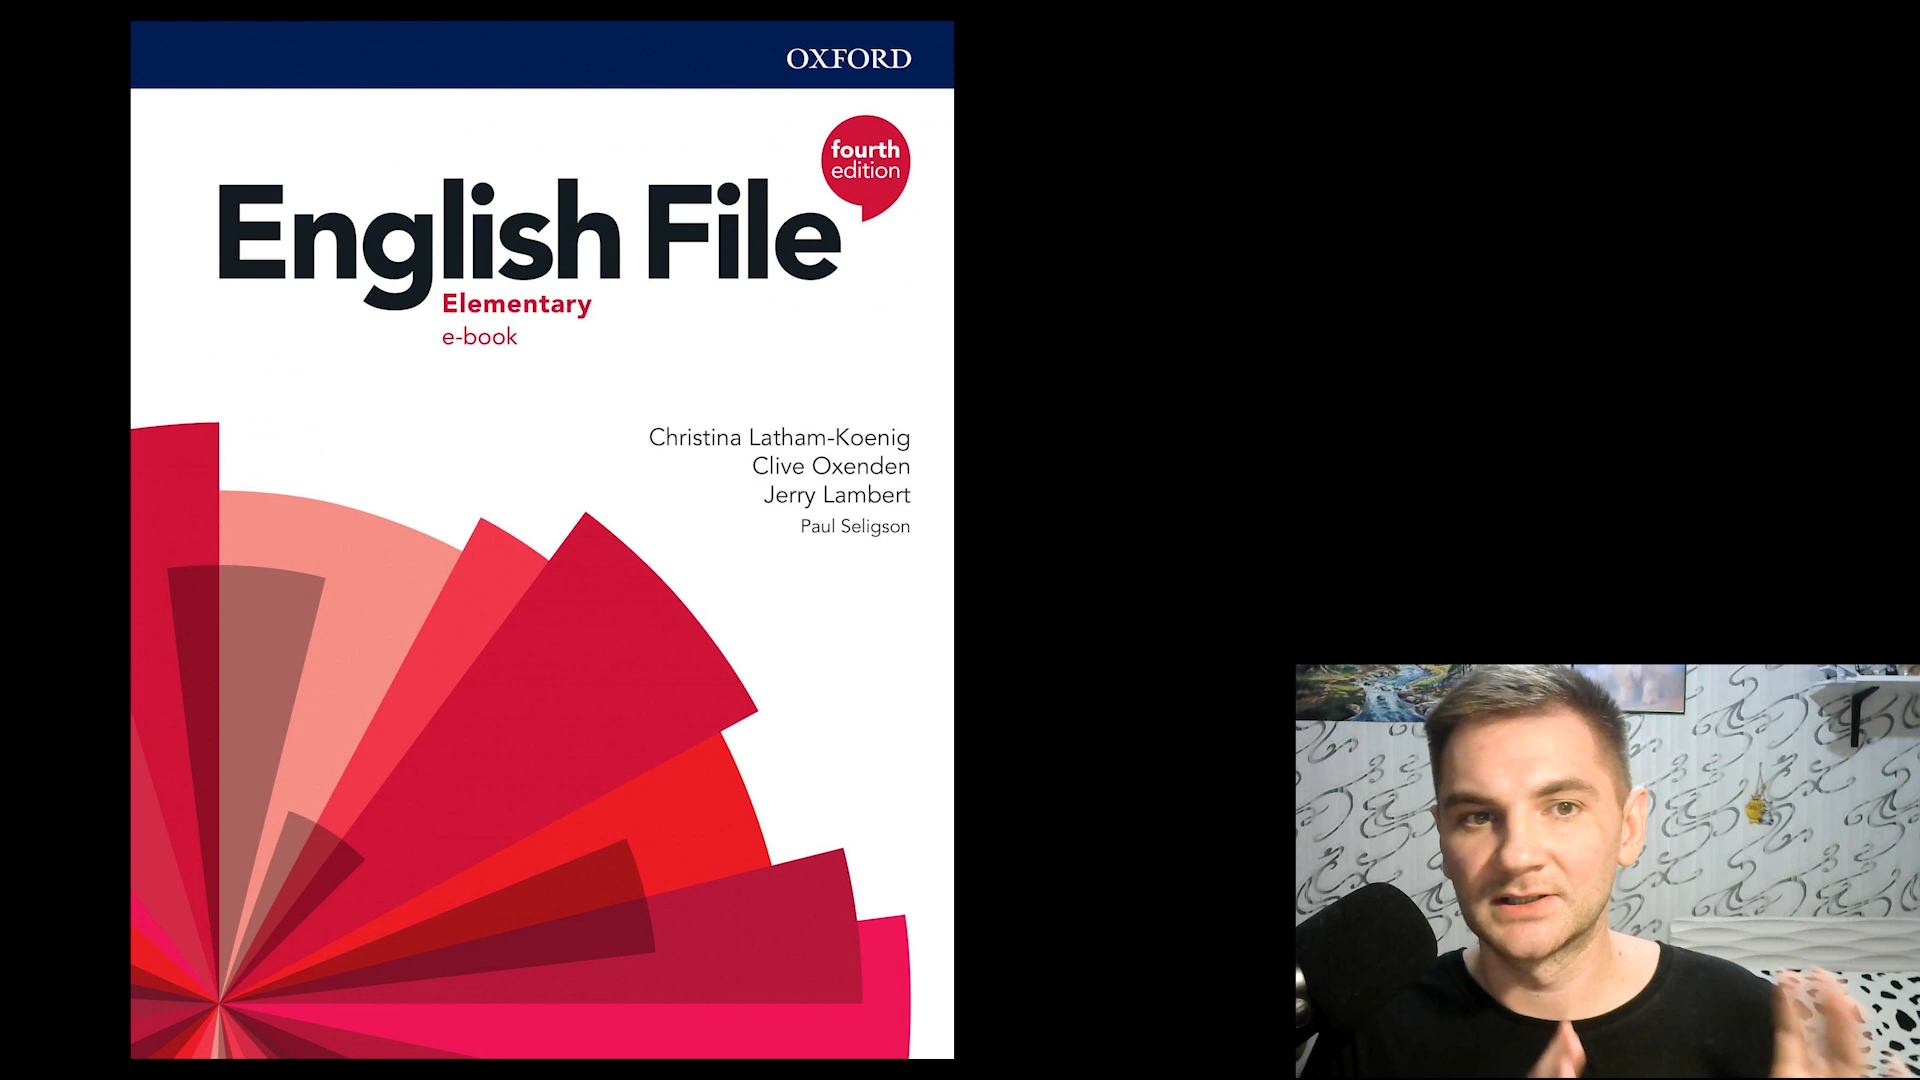 OXFORD
fourth
edition
English File
Elementary
e-book
Christina Latham-Koenig
Clive Oxenden
Jerry Lambert
Paul Seligson